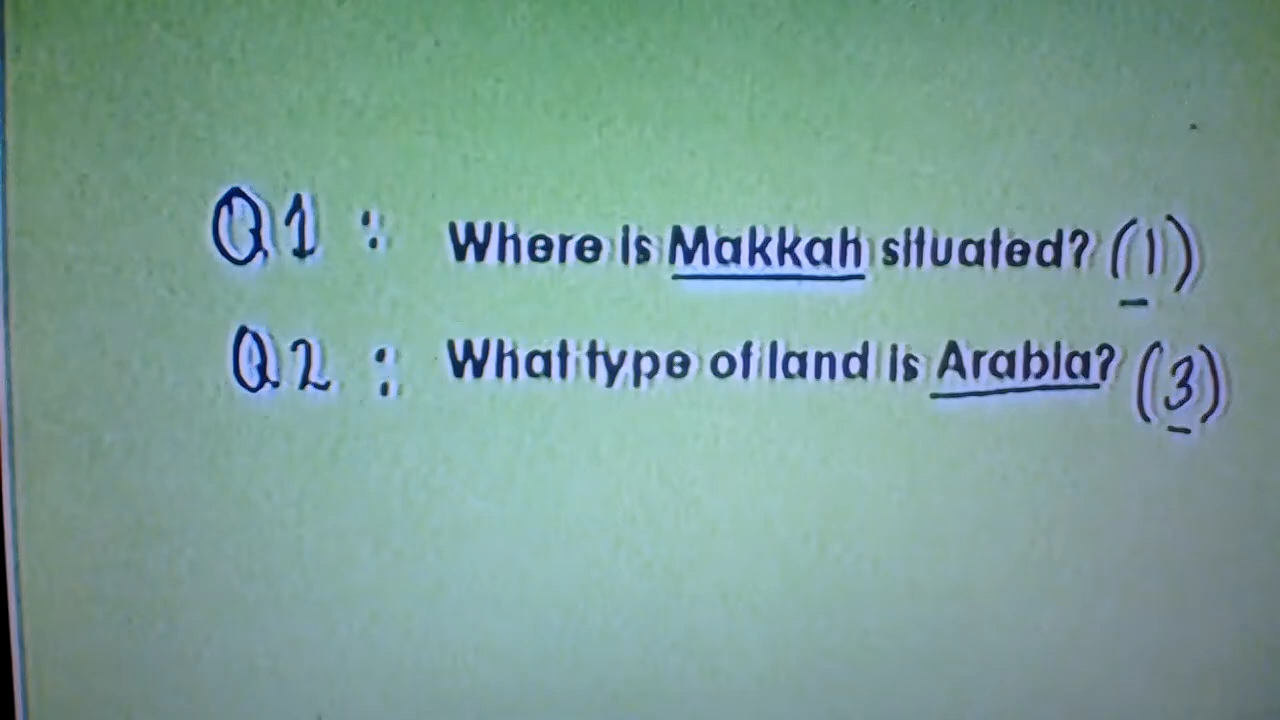 Q1 : Where is Makkah situated? (1)
Q2 : What type of land is Arabia? (3)